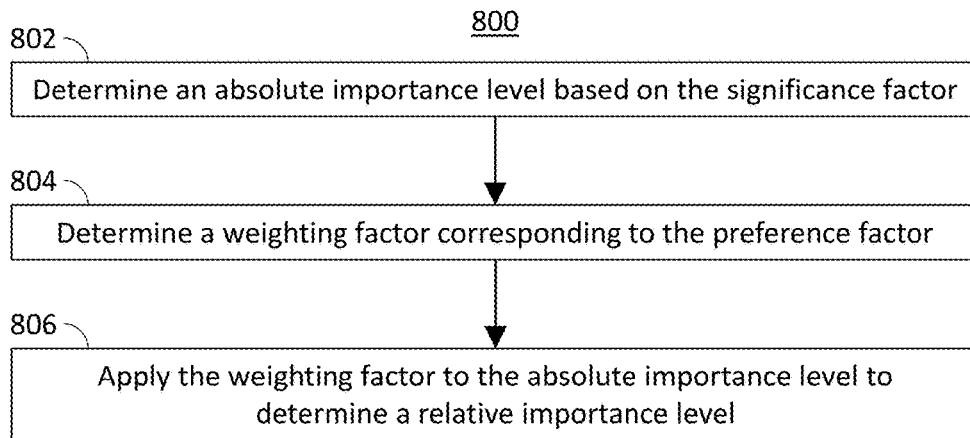 800
802
Determine an absolute importance level based on the significance factor
804
Determine a weighting factor corresponding to the preference factor
806
Apply the weighting factor to the absolute importance level to
determine a relative importance level